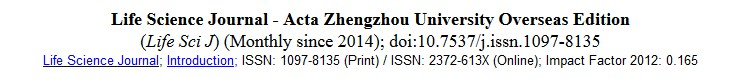 Life Science Journal - Acta Zhengzhou University Overseas Edition
(Life Sci J) (Monthly since 2014); doi:10.7537/j.issn.1097-8135
Life Science Journal; Introduction; ISSN: 1097-8135 (Print) / ISSN: 2372-613X (Online); Impact Factor 2012: 0.165